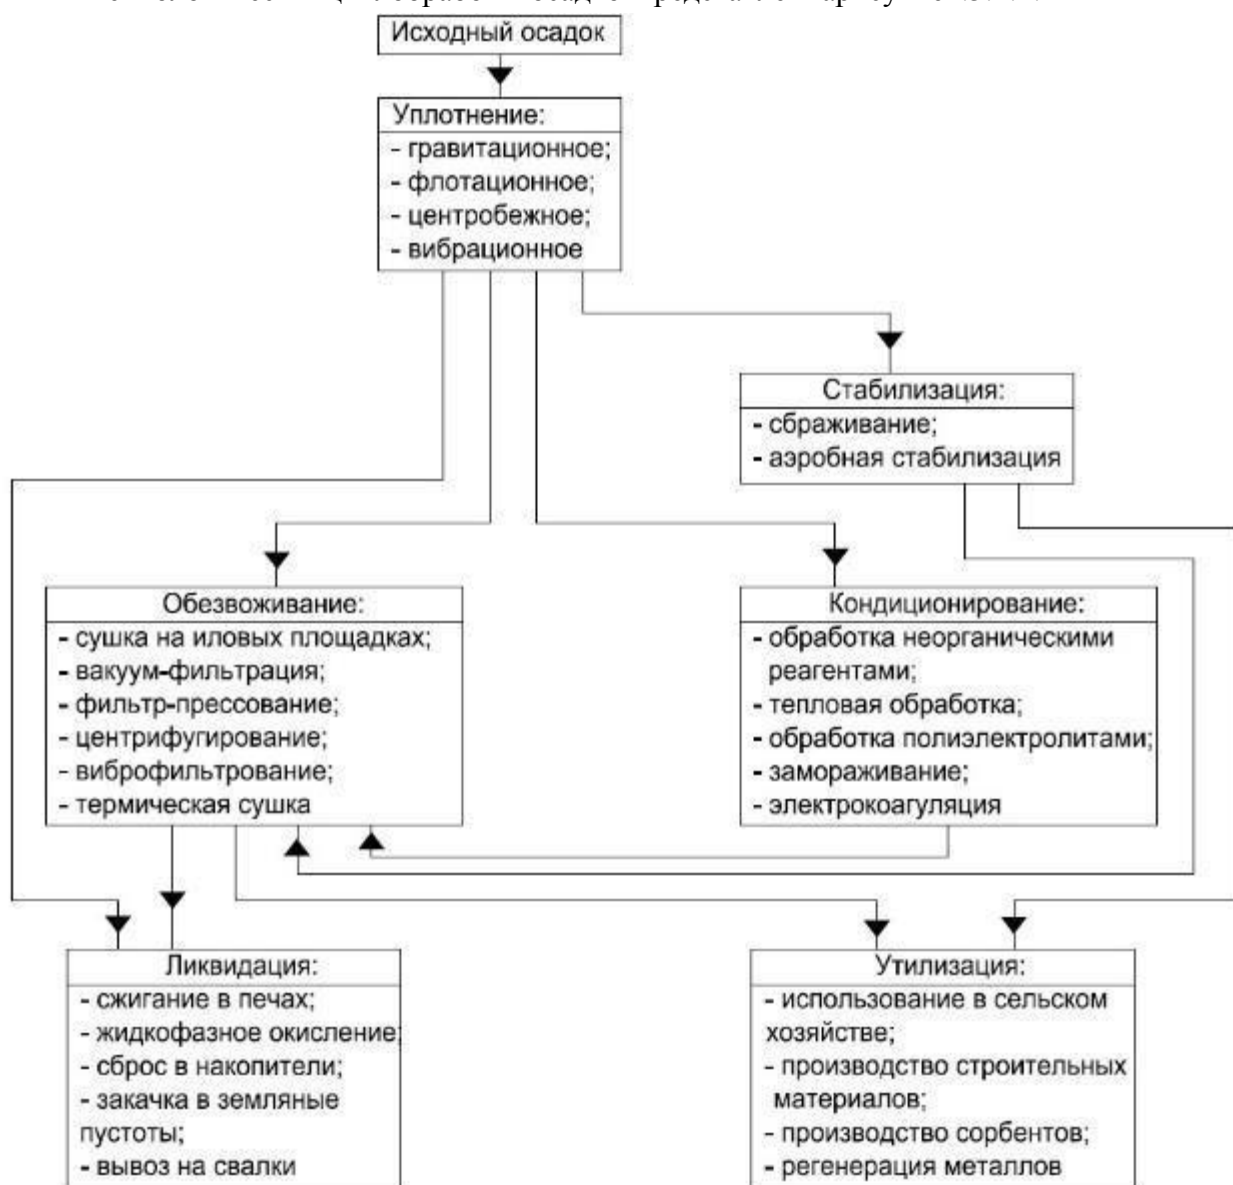 Исходный осадок
Уплотнение:
- гравитационное;
- флотационное;
- центробежное;
- вибрационное
Стабилизация:
- сбраживание;
- аэробная стабилизация
Обезвоживание:
- сушка на иловых площадках;
- вакуум-фильтрация;
- фильтр-прессование;
- центрифугирование;
- виброфильтрование;
- термическая сушка
Кондиционирование:
- обработка неорганическими
реагентами;
- тепловая обработка;
- обработка полиэлектролитами;
- замораживание;
- электрокоагуляция
Ликвидация:
- сжигание в печах;
- жидкофазное окисление;
- сброс в накопители;
- закачка в земляные
пустоты;
- вывоз на свалки
Утилизация:
- использование в сельском
хозяйстве;
- производство строительных
материалов;
- производство сорбентов;
- регенерация металлов